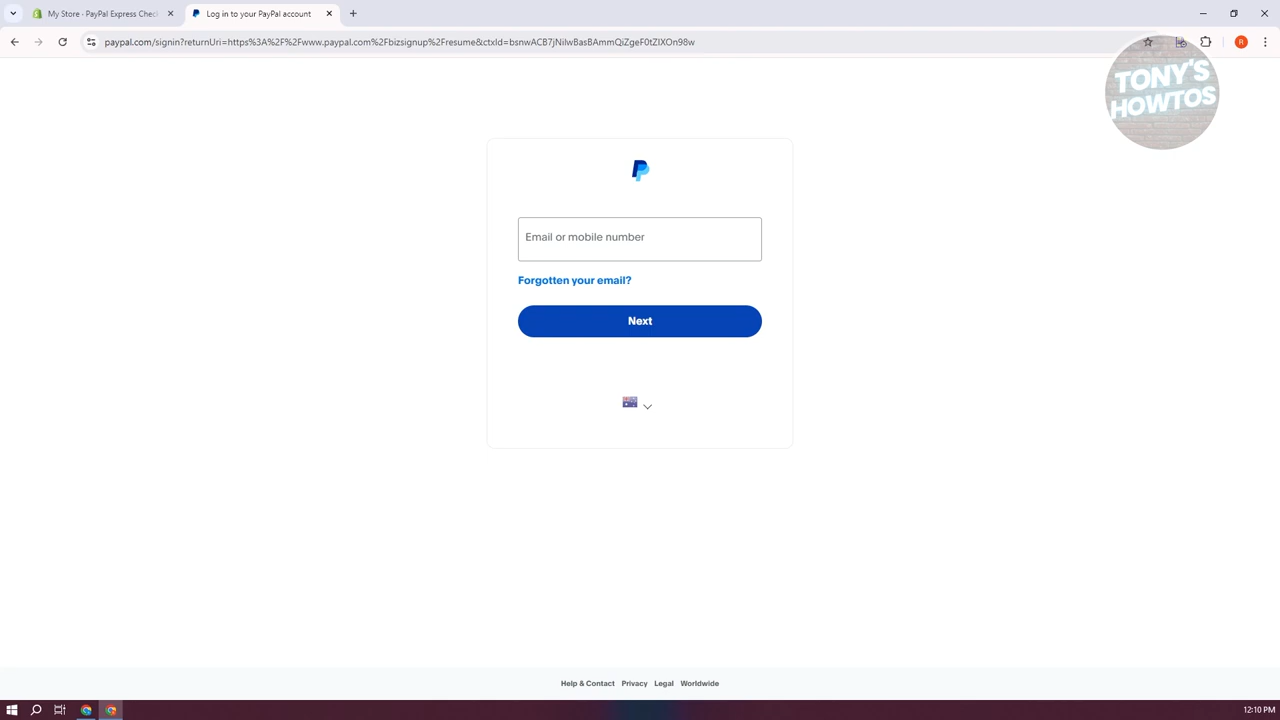 My Store · PayPal Express Chec
Log in to your PayPal account
paypal.com/signin?returnUri=https%3A%2F%2Fwww.paypal.com%2Fbizsignup%2Fresume&ctxId=bsnwACB7jNilwBasBAmmQiZgeF0tZIXOn98w
R
TONY'S
HOWTOS
Email or mobile number
Forgotten your email?
Next
Help & Contact Privacy Legal Worldwide
12:10 PM